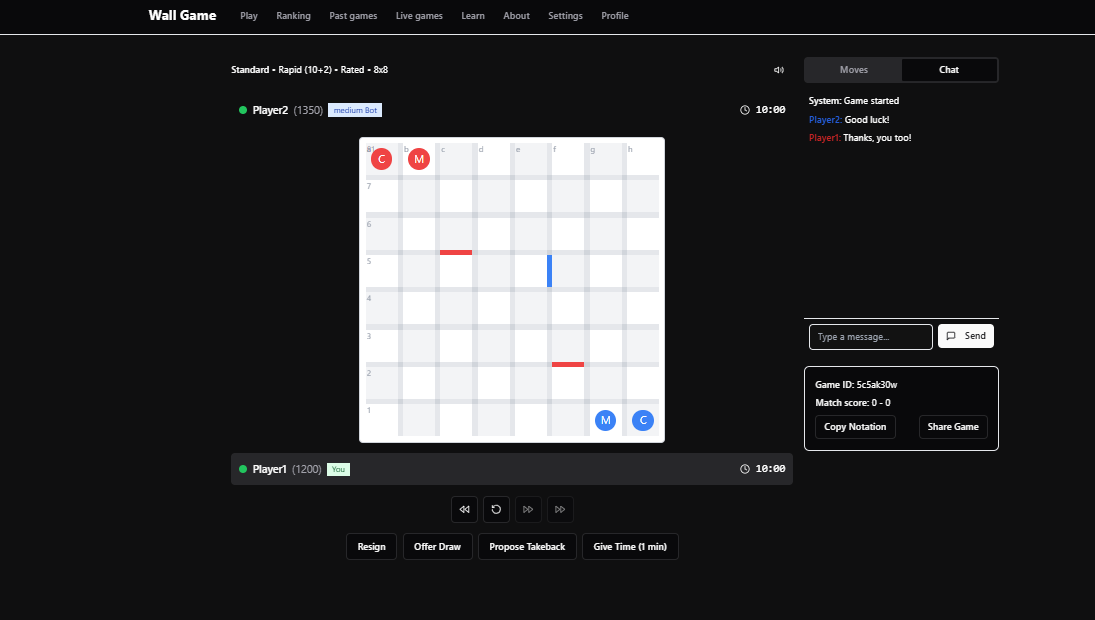 Wall Game Play Ranking Past games Live games Learn About Settings Profile
Standard • Rapid (10+2) • Rated • 8x8
Moves Chat
System: Game started
Player2: Good luck!
Player1: Thanks, you too!
Player2 (1350) medium Bot 10:00
C M
b c d e f g h
7
6
5
4
3
2
1
M C
Type a message... Send
Game ID: 5c5ak30w
Match score: 0 - 0
Copy Notation Share Game
Player1 (1200) You 10:00
Resign Offer Draw Propose Takeback Give Time (1 min)